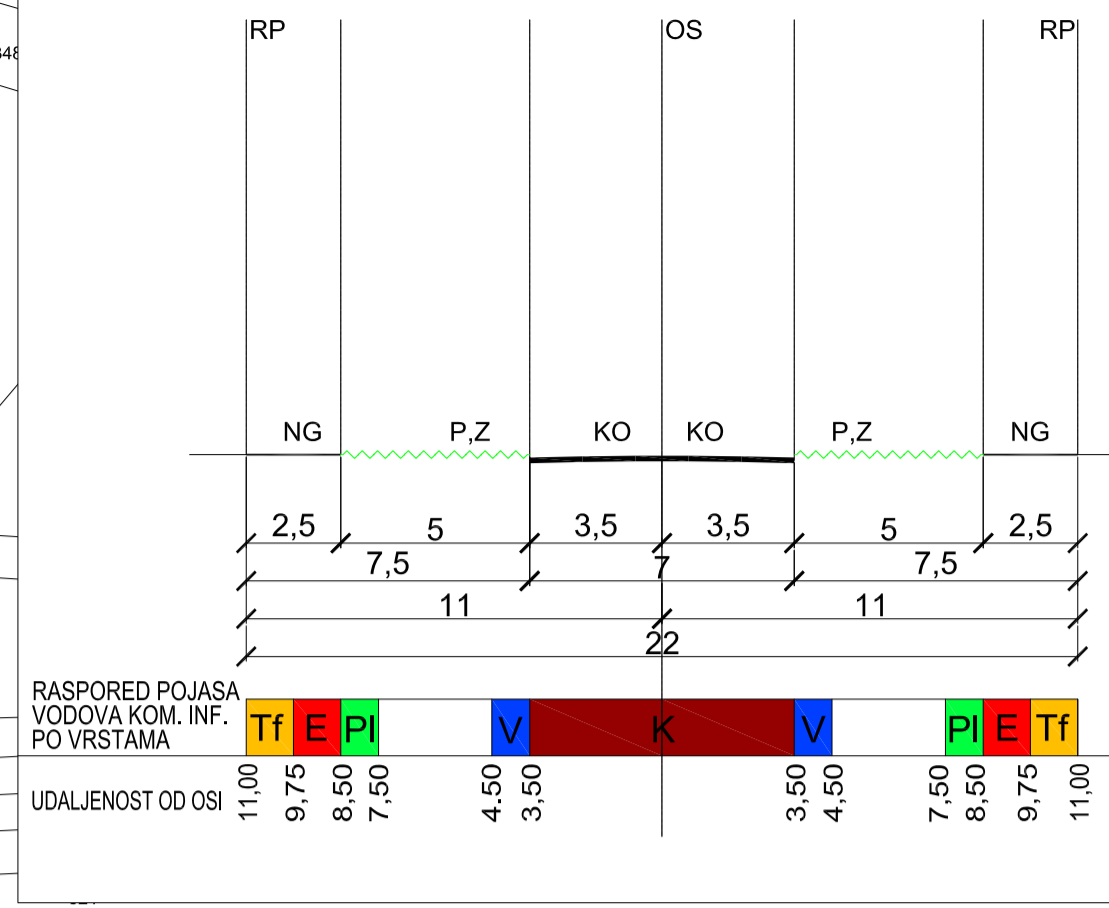 RP OS RP
348
NG P,Z KO KO P,Z NG
2,5 5 3,5 3,5 5 2,5
7,5 7 7,5
11 11
22
RASPORED POJASA
VODOVA KOM. INF.
PO VRSTAMA
Tf E Pl V K V Pl E Tf
UDALJENOST OD OSI
11,00 9,75 8,50 7,50 4.50 3,50 3,50 4,50 7,50 8,50 9,75 11,00